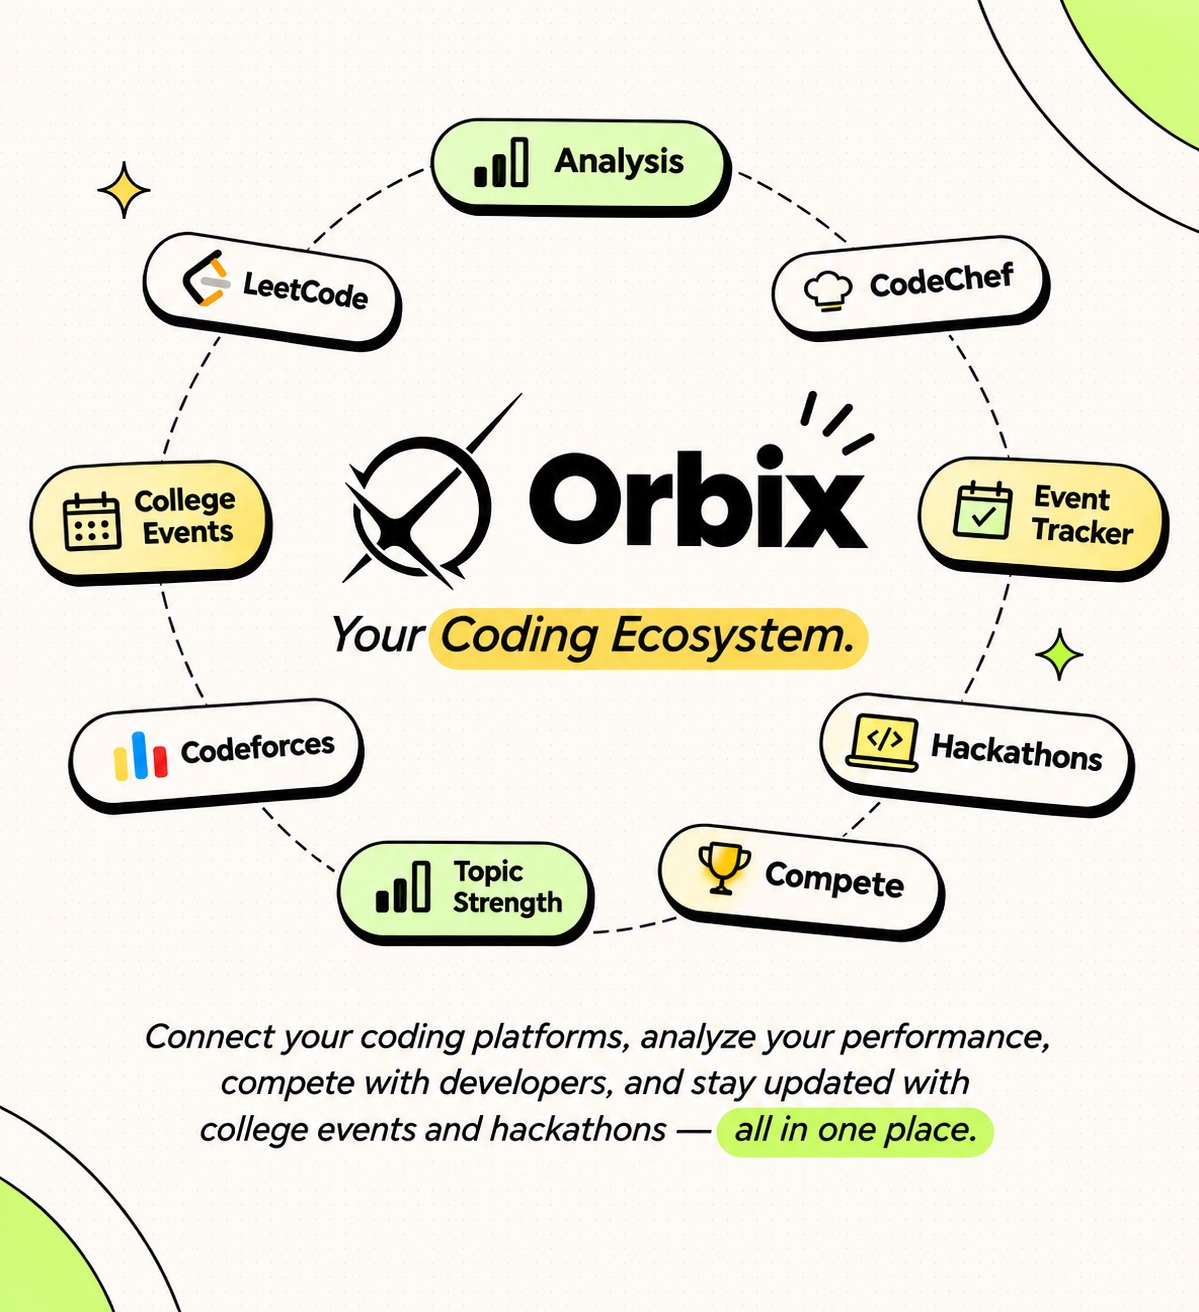 Analysis
LeetCode
CodeChef
Orbix
College
Events
Event
Tracker
Your Coding Ecosystem.
Codeforces
</>
Hackathons
Topic
Strength
Compete
Connect your coding platforms, analyze your performance,
compete with developers, and stay updated with
college events and hackathons — all in one place.